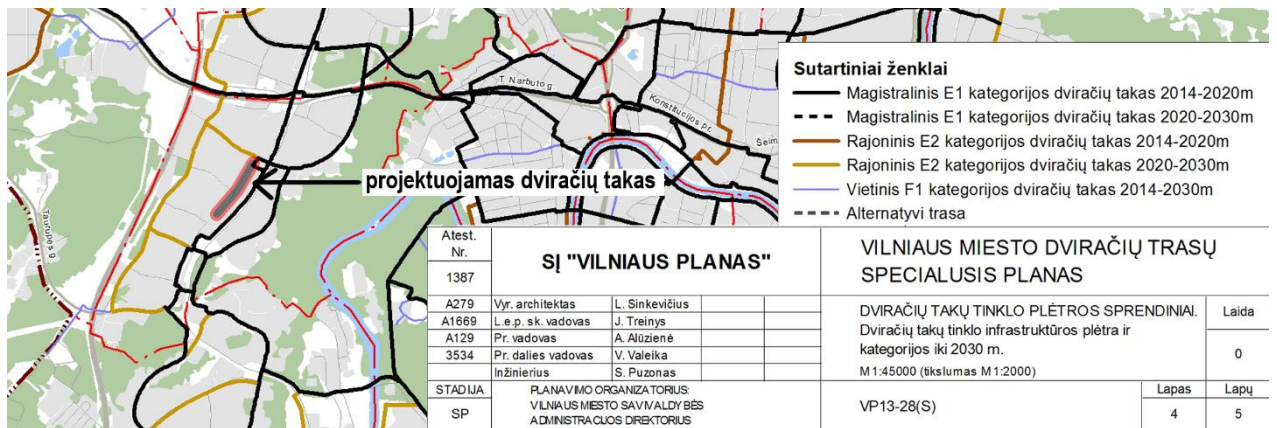 T. Narbuto g.
Konstitucijos pr.
Šeim
Taurupės g.
projektuojamas dviračių takas
Sutartiniai ženklai
Magistralinis E1 kategorijos dviračių takas 2014-2020m
Magistralinis E1 kategorijos dviračių takas 2020-2030m
Rajoninis E2 kategorijos dviračių takas 2014-2020m
Rajoninis E2 kategorijos dviračių takas 2020-2030m
Vietinis F1 kategorijos dviračių takas 2014-2030m
Alternatyvi trasa
Atest. Nr.
1387
SĮ "VILNIAUS PLANAS"
A279 Vyr. architektas L. Sinkevičius
A1669 L.e.p. sk. vadovas J. Treinys
A129 Pr. vadovas A. Alūzienė
3534 Pr. dalies vadovas V. Valeika
Inžinierius S. Puzonas
STADIJA
SP
PLANAVIMO ORGANIZATORIUS:
VILNIAUS MIESTO SAVIVALDYBĖS
ADMINISTRACIJOS DIREKTORIUS
VILNIAUS MIESTO DVIRAČIŲ TRASŲ
SPECIALUSIS PLANAS
DVIRAČIŲ TAKŲ TINKLO PLĖTROS SPRENDINIAI.
Dviračių takų tinklo infrastruktūros plėtra ir
kategorijos iki 2030 m.
M 1:45000 (tikslumas M 1:2000)
Laida
0
VP13-28(S)
Lapas
4
Lapų
5